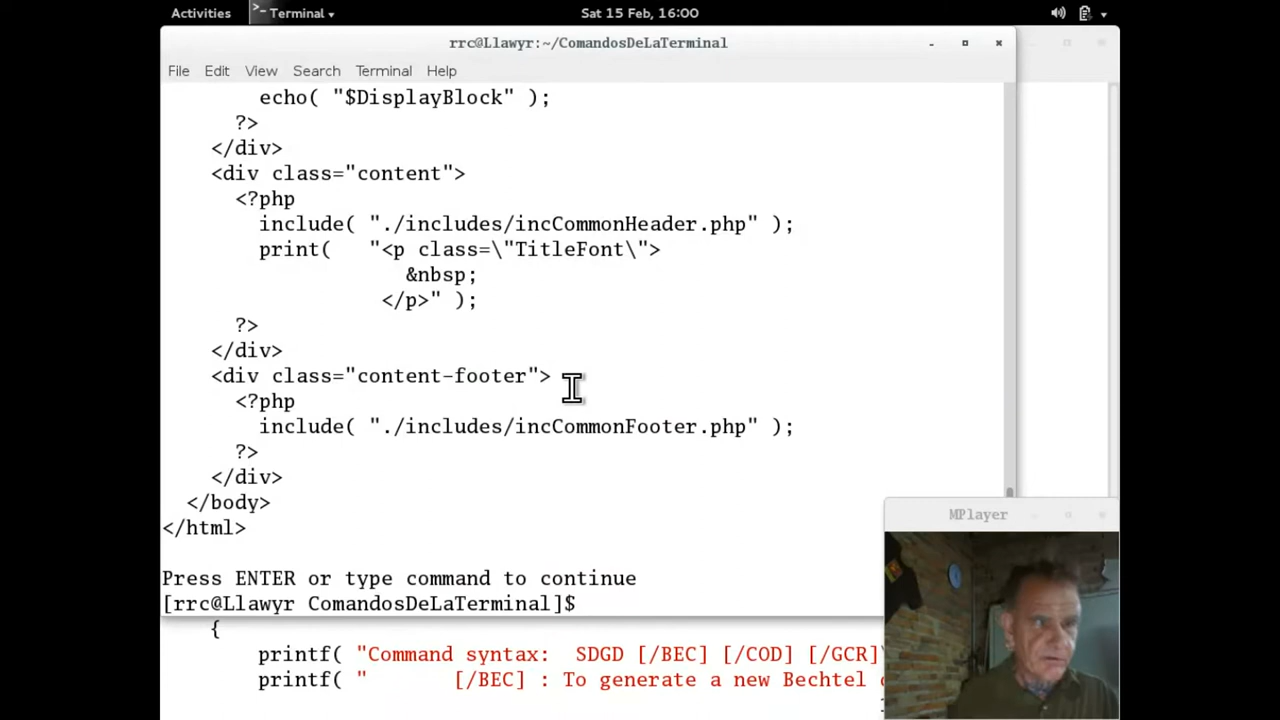 Activities Terminal Sat 15 Feb, 16:00
rrc@Llawyr:~/ComandosDeLaTerminal
File Edit View Search Terminal Help
echo( "$DisplayBlock" );
?>
</div>
<div class="content">
<?php
include( "./includes/incCommonHeader.php" );
print( "<p class=\"TitleFont\">
&nbsp;
</p>" );
?>
</div>
<div class="content-footer">
<?php
include( "./includes/incCommonFooter.php" );
?>
</div>
</body>
</html>
Press ENTER or type command to continue
[rrc@Llawyr ComandosDeLaTerminal]$
MPlayer
{
printf( "Command syntax: SDGD [/BEC] [/COD] [/GCR]
printf( " [/BEC] : To generate a new Bechtel